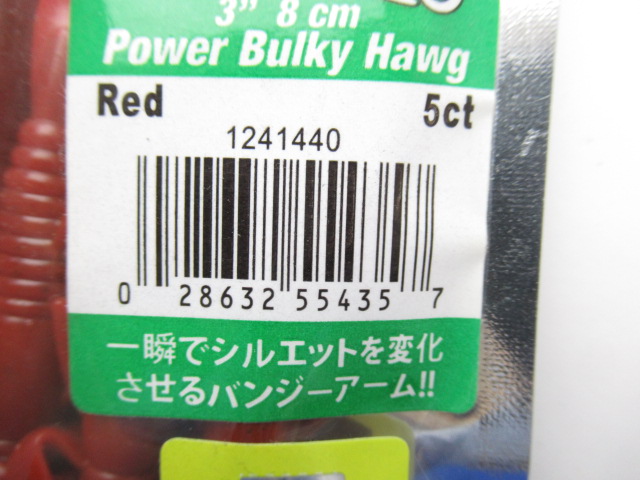 3" 8 cm
Power Bulky Hawg
Red 5ct
1241440
0 28632 55435 7
一瞬でシルエットを変化
させるバンジーアーム!!